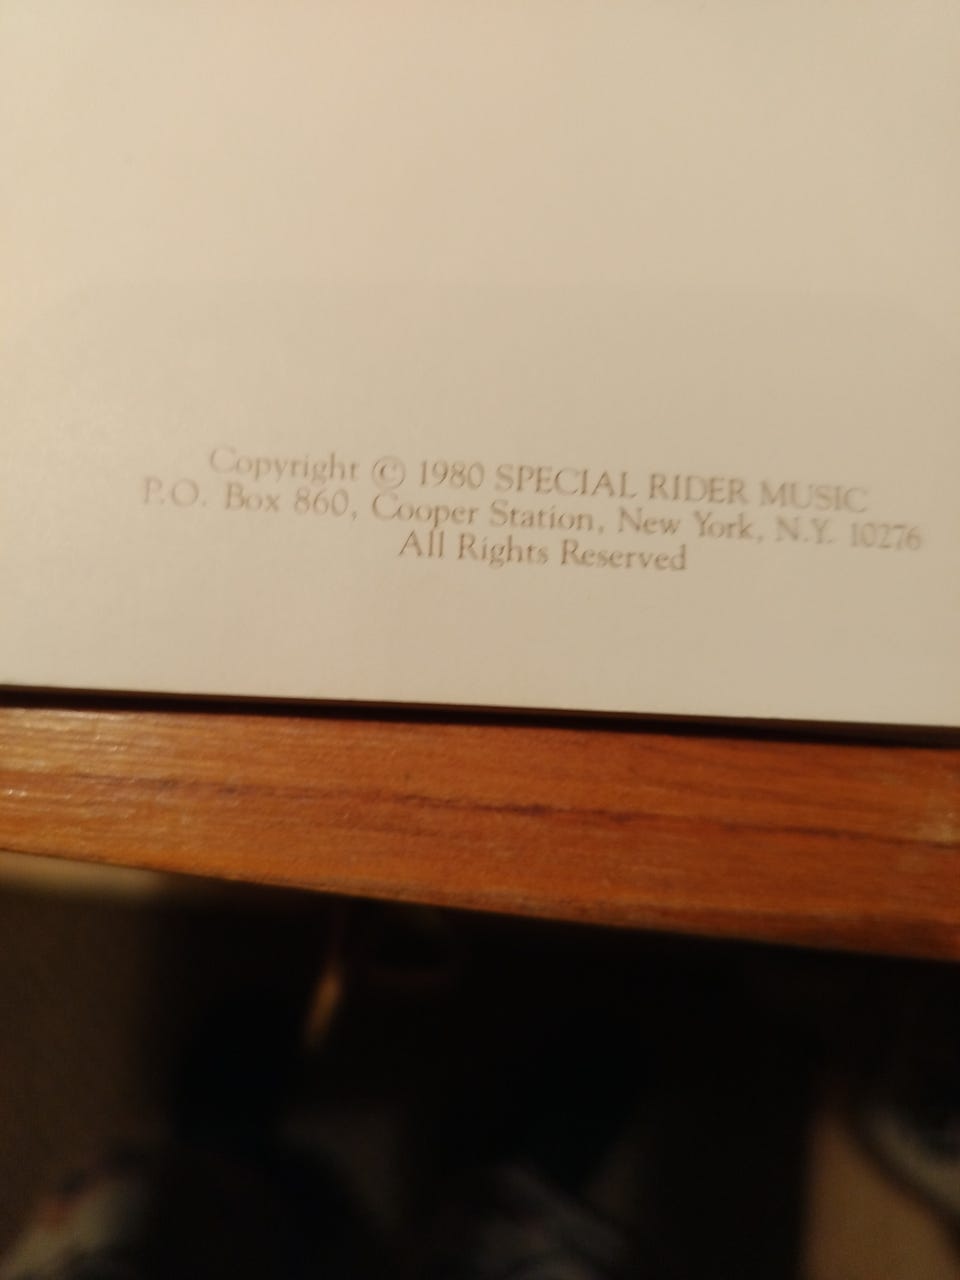 Copyright © 1980 SPECIAL RIDER MUSIC
P.O. Box 860, Cooper Station, New York, N.Y. 10276
All Rights Reserved